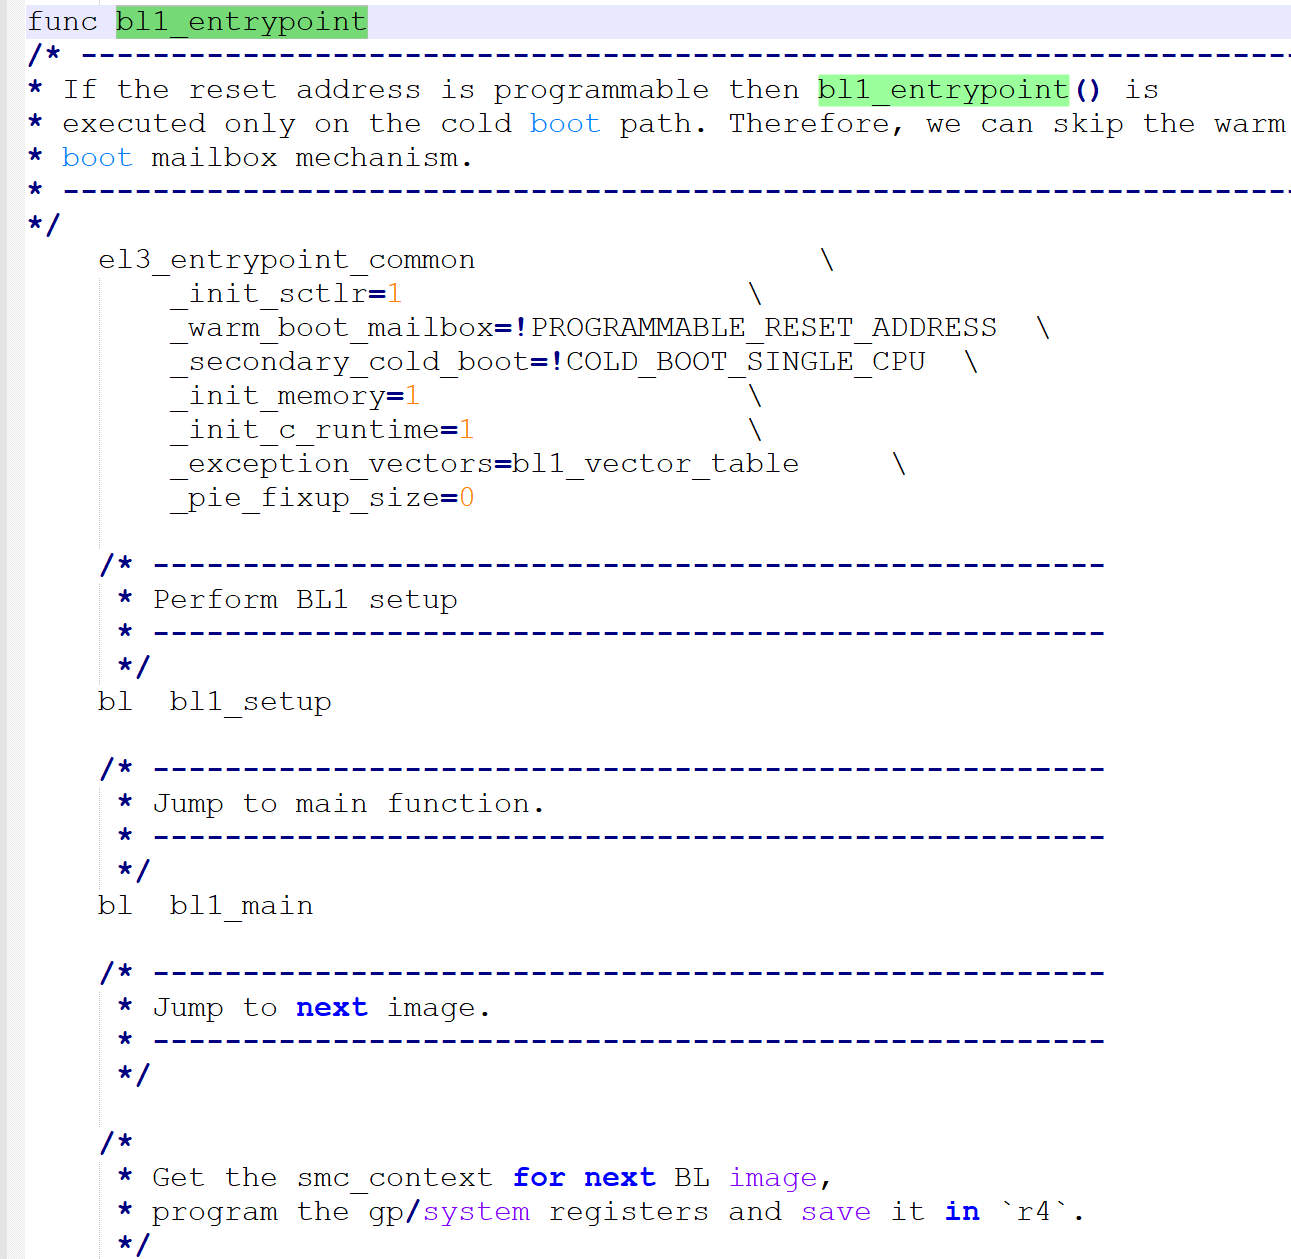 func bl1_entrypoint
/* --------------------------------------------------------------------
* If the reset address is programmable then bl1_entrypoint() is
* executed only on the cold boot path. Therefore, we can skip the warm
* boot mailbox mechanism.
* ---------------------------------------------------------------------
*/
    el3_entrypoint_common                   \
        _init_sctlr=1                   \
        _warm_boot_mailbox=!PROGRAMMABLE_RESET_ADDRESS  \
        _secondary_cold_boot=!COLD_BOOT_SINGLE_CPU  \
        _init_memory=1                  \
        _init_c_runtime=1               \
        _exception_vectors=bl1_vector_table     \
        _pie_fixup_size=0
    /* -----------------------------------------------------
     * Perform BL1 setup
     * -----------------------------------------------------
     */
    bl  bl1_setup
    /* -----------------------------------------------------
     * Jump to main function.
     * -----------------------------------------------------
     */
    bl  bl1_main
    /* -----------------------------------------------------
     * Jump to next image.
     * -----------------------------------------------------
     */
    /*
     * Get the smc_context for next BL image,
     * program the gp/system registers and save it in `r4`.
     */